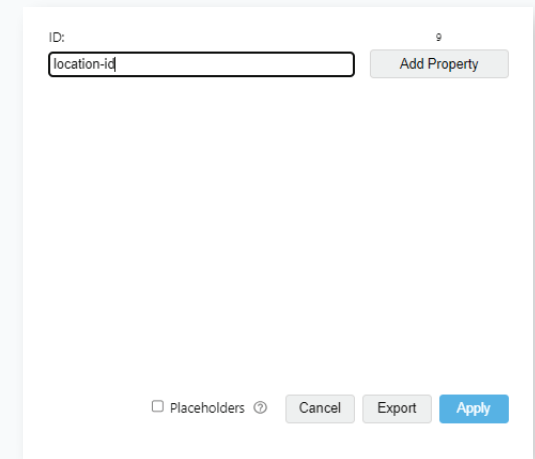 ID:
9
location-id
Add Property
Placeholders ?
Cancel
Export
Apply